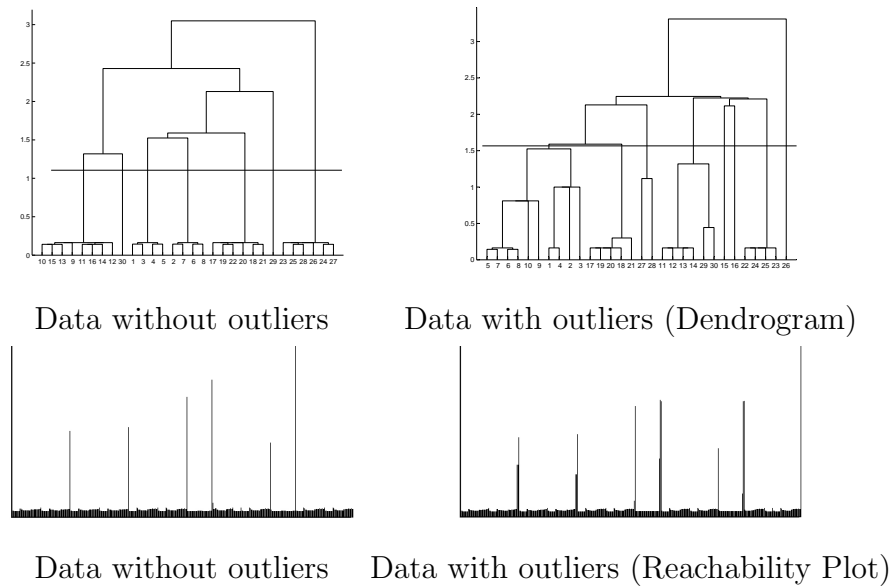 3
2.5
2
1.5
1
0.5
0
10 15 13 9 11 16 14 12 30 1 3 4 5 2 7 6 8 17 19 22 20 18 21 29 23 25 28 26 24 27
3
2.5
2
1.5
1
0.5
0
5 7 6 8 10 9 1 4 2 3 17 19 20 18 21 27 28 11 12 13 14 29 30 15 16 22 24 25 23 26
Data without outliers
Data with outliers (Dendrogram)
Data without outliers
Data with outliers (Reachability Plot)